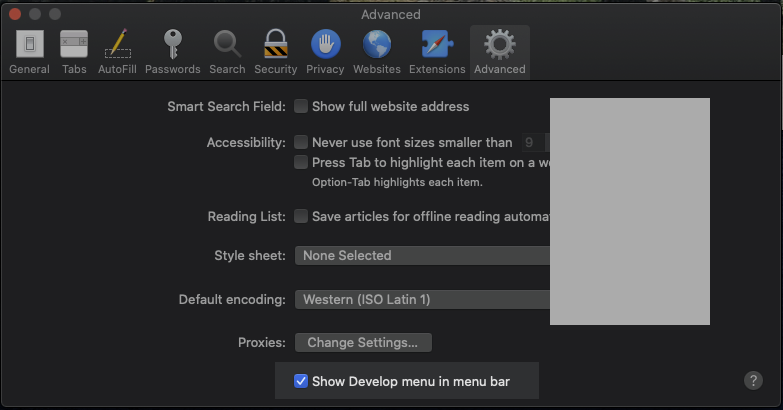 Advanced
General Tabs AutoFill Passwords Search Security Privacy Websites Extensions Advanced
Smart Search Field: Show full website address
Accessibility: Never use font sizes smaller than 9
Press Tab to highlight each item on a
Option-Tab highlights each item.
Reading List: Save articles for offline reading
Style sheet: None Selected
Default encoding: Western (ISO Latin 1)
Proxies: Change Settings...
Show Develop menu in menu bar
?